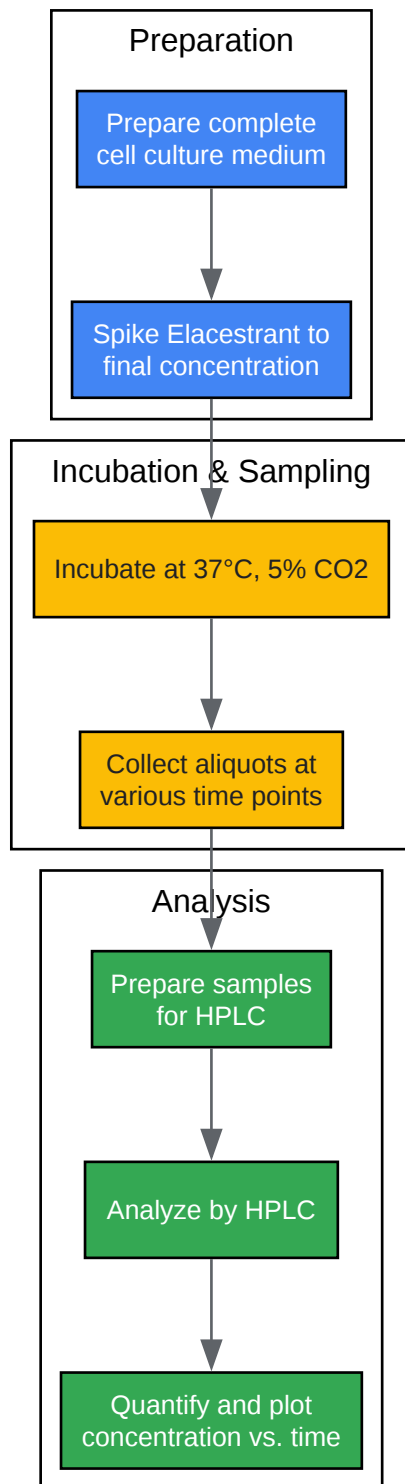 Preparation
Prepare complete
cell culture medium
Spike Elacestrant to
final concentration
Incubation & Sampling
Incubate at 37°C, 5% CO2
Collect aliquots at
various time points
Analysis
Prepare samples
for HPLC
Analyze by HPLC
Quantify and plot
concentration vs. time